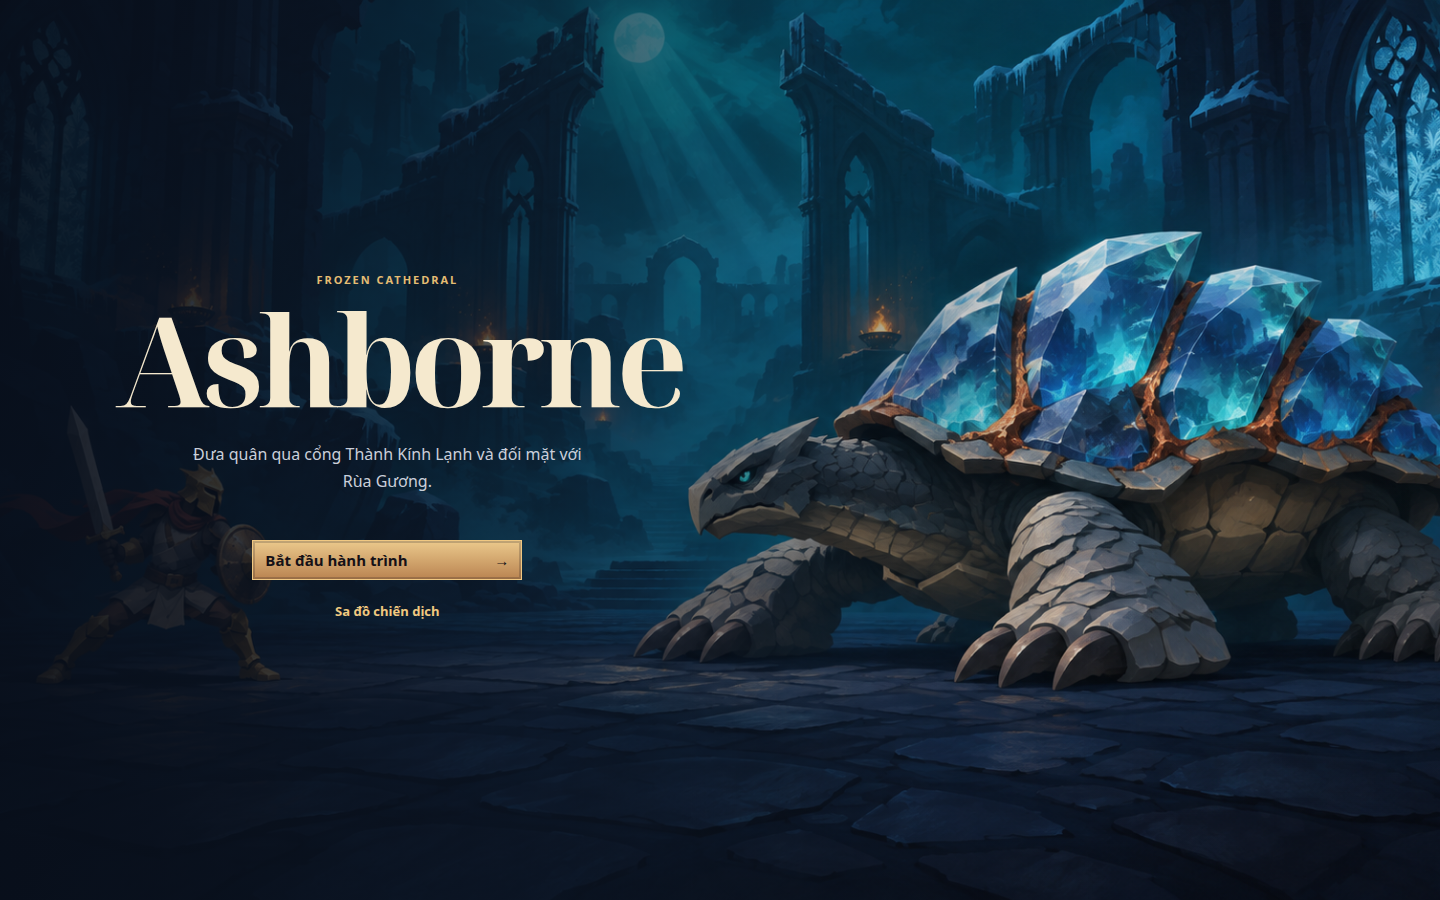 FROZEN CATHEDRAL
Ashborne
Đưa quân qua cổng Thành Kính Lạnh và đối mặt với
Rùa Gương.
Bắt đầu hành trình →
Sa đồ chiến dịch